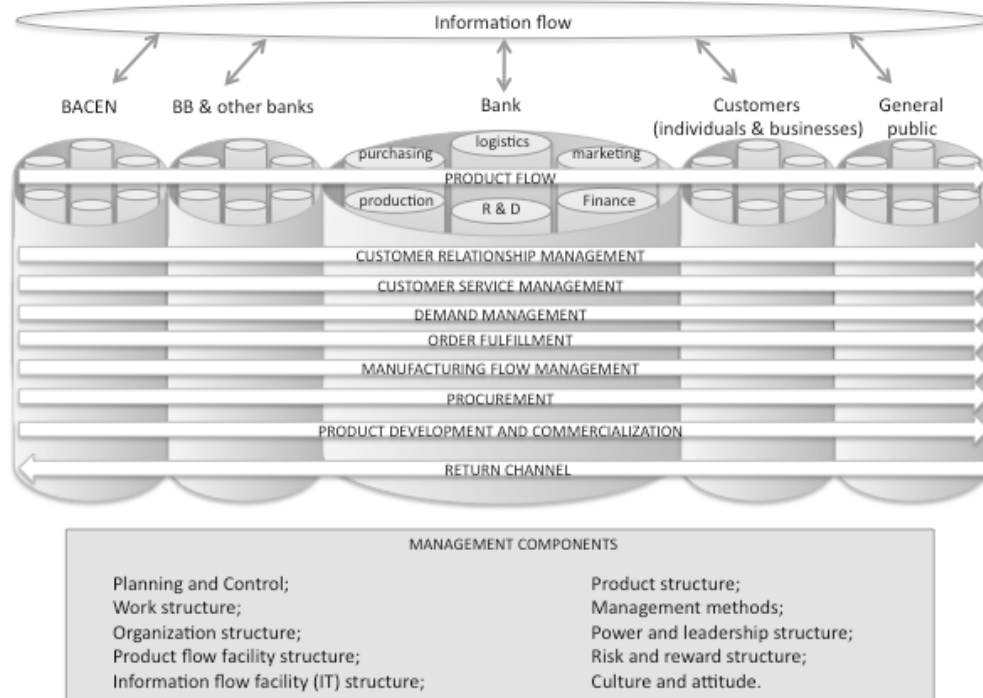 Information flow
BACEN
BB & other banks
Bank
Customers
(individuals & businesses)
General
public
purchasing
logistics
marketing
PRODUCT FLOW
production
R & D
Finance
CUSTOMER RELATIONSHIP MANAGEMENT
CUSTOMER SERVICE MANAGEMENT
DEMAND MANAGEMENT
ORDER FULFILLMENT
MANUFACTURING FLOW MANAGEMENT
PROCUREMENT
PRODUCT DEVELOPMENT AND COMMERCIALIZATION
RETURN CHANNEL
MANAGEMENT COMPONENTS
Planning and Control;
Work structure;
Organization structure;
Product flow facility structure;
Information flow facility (IT) structure;
Product structure;
Management methods;
Power and leadership structure;
Risk and reward structure;
Culture and attitude.